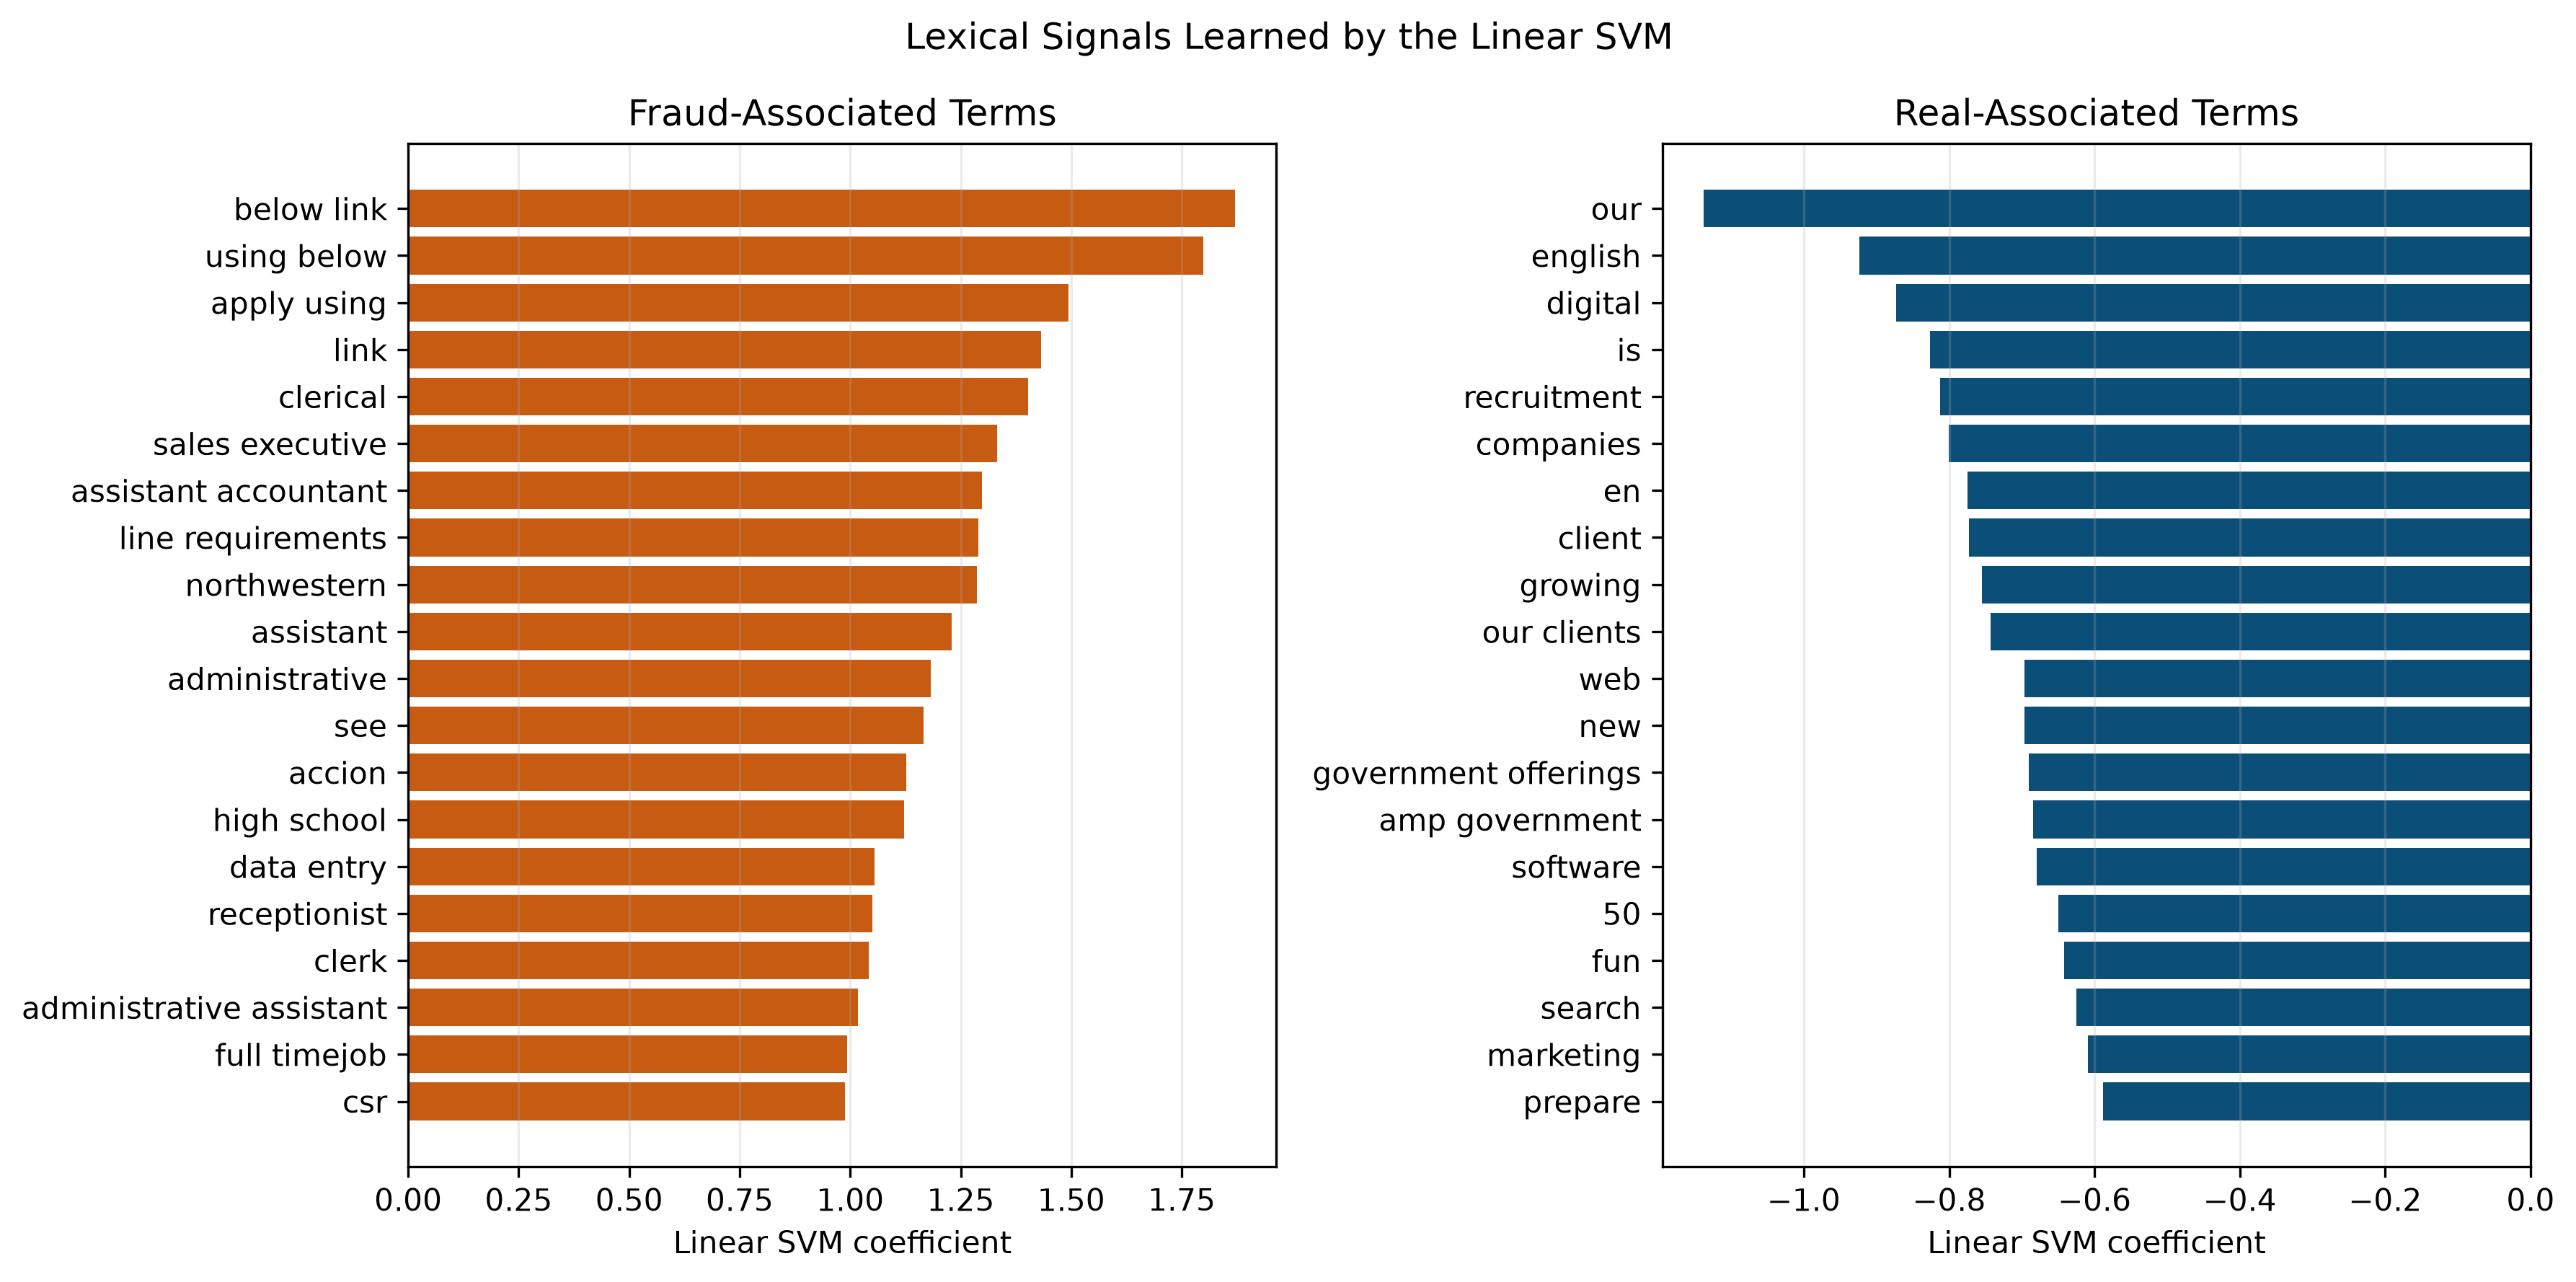 Lexical Signals Learned by the Linear SVM
Fraud-Associated Terms
below link
using below
apply using
link
clerical
sales executive
assistant accountant
line requirements
northwestern
assistant
administrative
see
accion
high school
data entry
receptionist
clerk
administrative assistant
full timejob
csr
0.00 0.25 0.50 0.75 1.00 1.25 1.50 1.75
Linear SVM coefficient
Real-Associated Terms
our
english
digital
is
recruitment
companies
en
client
growing
our clients
web
new
government offerings
amp government
software
50
fun
search
marketing
prepare
−1.0 −0.8 −0.6 −0.4 −0.2 0.0
Linear SVM coefficient